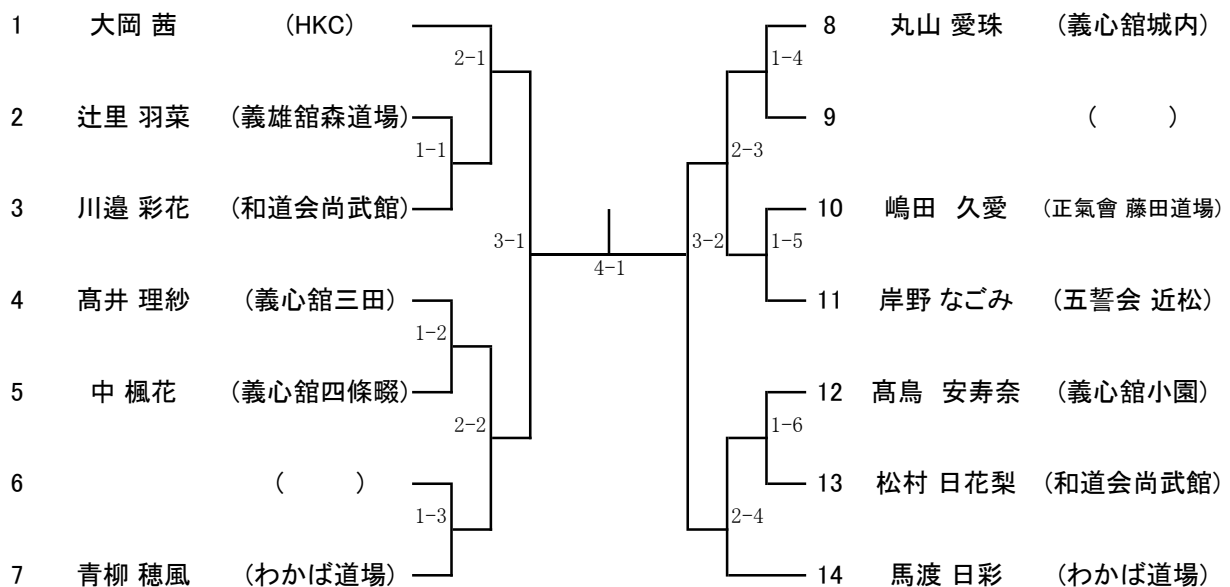 1 大岡 茜 (HKC)
2-1
2 辻里 羽菜 (義雄舘森道場)
1-1
3 川邉 彩花 (和道会尚武館)
3-1
4 髙井 理紗 (義心舘三田)
1-2
5 中 楓花 (義心舘四條畷)
2-2
6 ( )
1-3
7 青柳 穂風 (わかば道場)
4-1
8 丸山 愛珠 (義心舘城内)
1-4
9 ( )
2-3
10 嶋田 久愛 (正氣會 藤田道場)
1-5
3-2
11 岸野 なごみ (五誓会 近松)
12 髙鳥 安寿奈 (義心舘小園)
1-6
13 松村 日花梨 (和道会尚武館)
2-4
14 馬渡 日彩 (わかば道場)